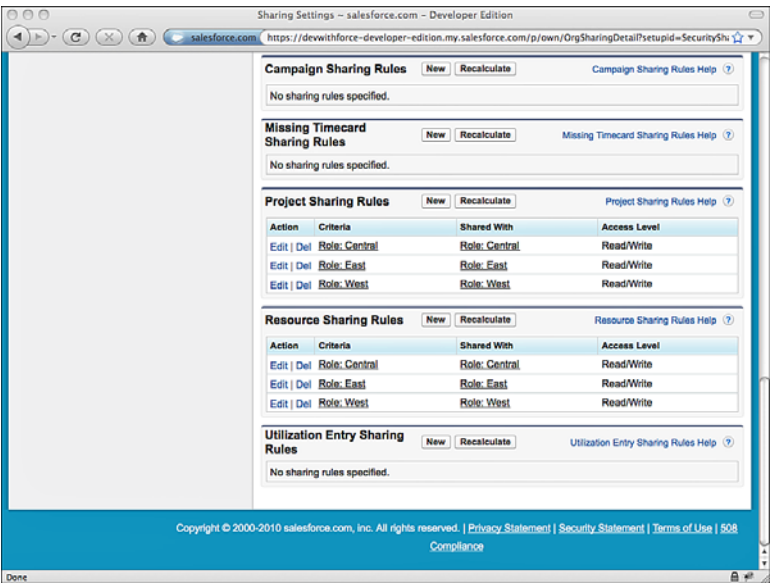 Sharing Settings ~ salesforce.com – Developer Edition
salesforce.com https://devwithforce-developer-edition.my.salesforce.com/p/own/OrgSharingDetail?setupid=SecuritySha
Campaign Sharing Rules New Recalculate Campaign Sharing Rules Help ?
No sharing rules specified.
Missing Timecard
Sharing Rules New Recalculate Missing Timecard Sharing Rules Help ?
No sharing rules specified.
Project Sharing Rules New Recalculate Project Sharing Rules Help ?
Action Criteria Shared With Access Level
Edit | Del Role: Central Role: Central Read/Write
Edit | Del Role: East Role: East Read/Write
Edit | Del Role: West Role: West Read/Write
Resource Sharing Rules New Recalculate Resource Sharing Rules Help ?
Action Criteria Shared With Access Level
Edit | Del Role: Central Role: Central Read/Write
Edit | Del Role: East Role: East Read/Write
Edit | Del Role: West Role: West Read/Write
Utilization Entry Sharing
Rules New Recalculate Utilization Entry Sharing Rules Help ?
No sharing rules specified.
Copyright © 2000-2010 salesforce.com, inc. All rights reserved. | Privacy Statement | Security Statement | Terms of Use | 508
Compliance
Done